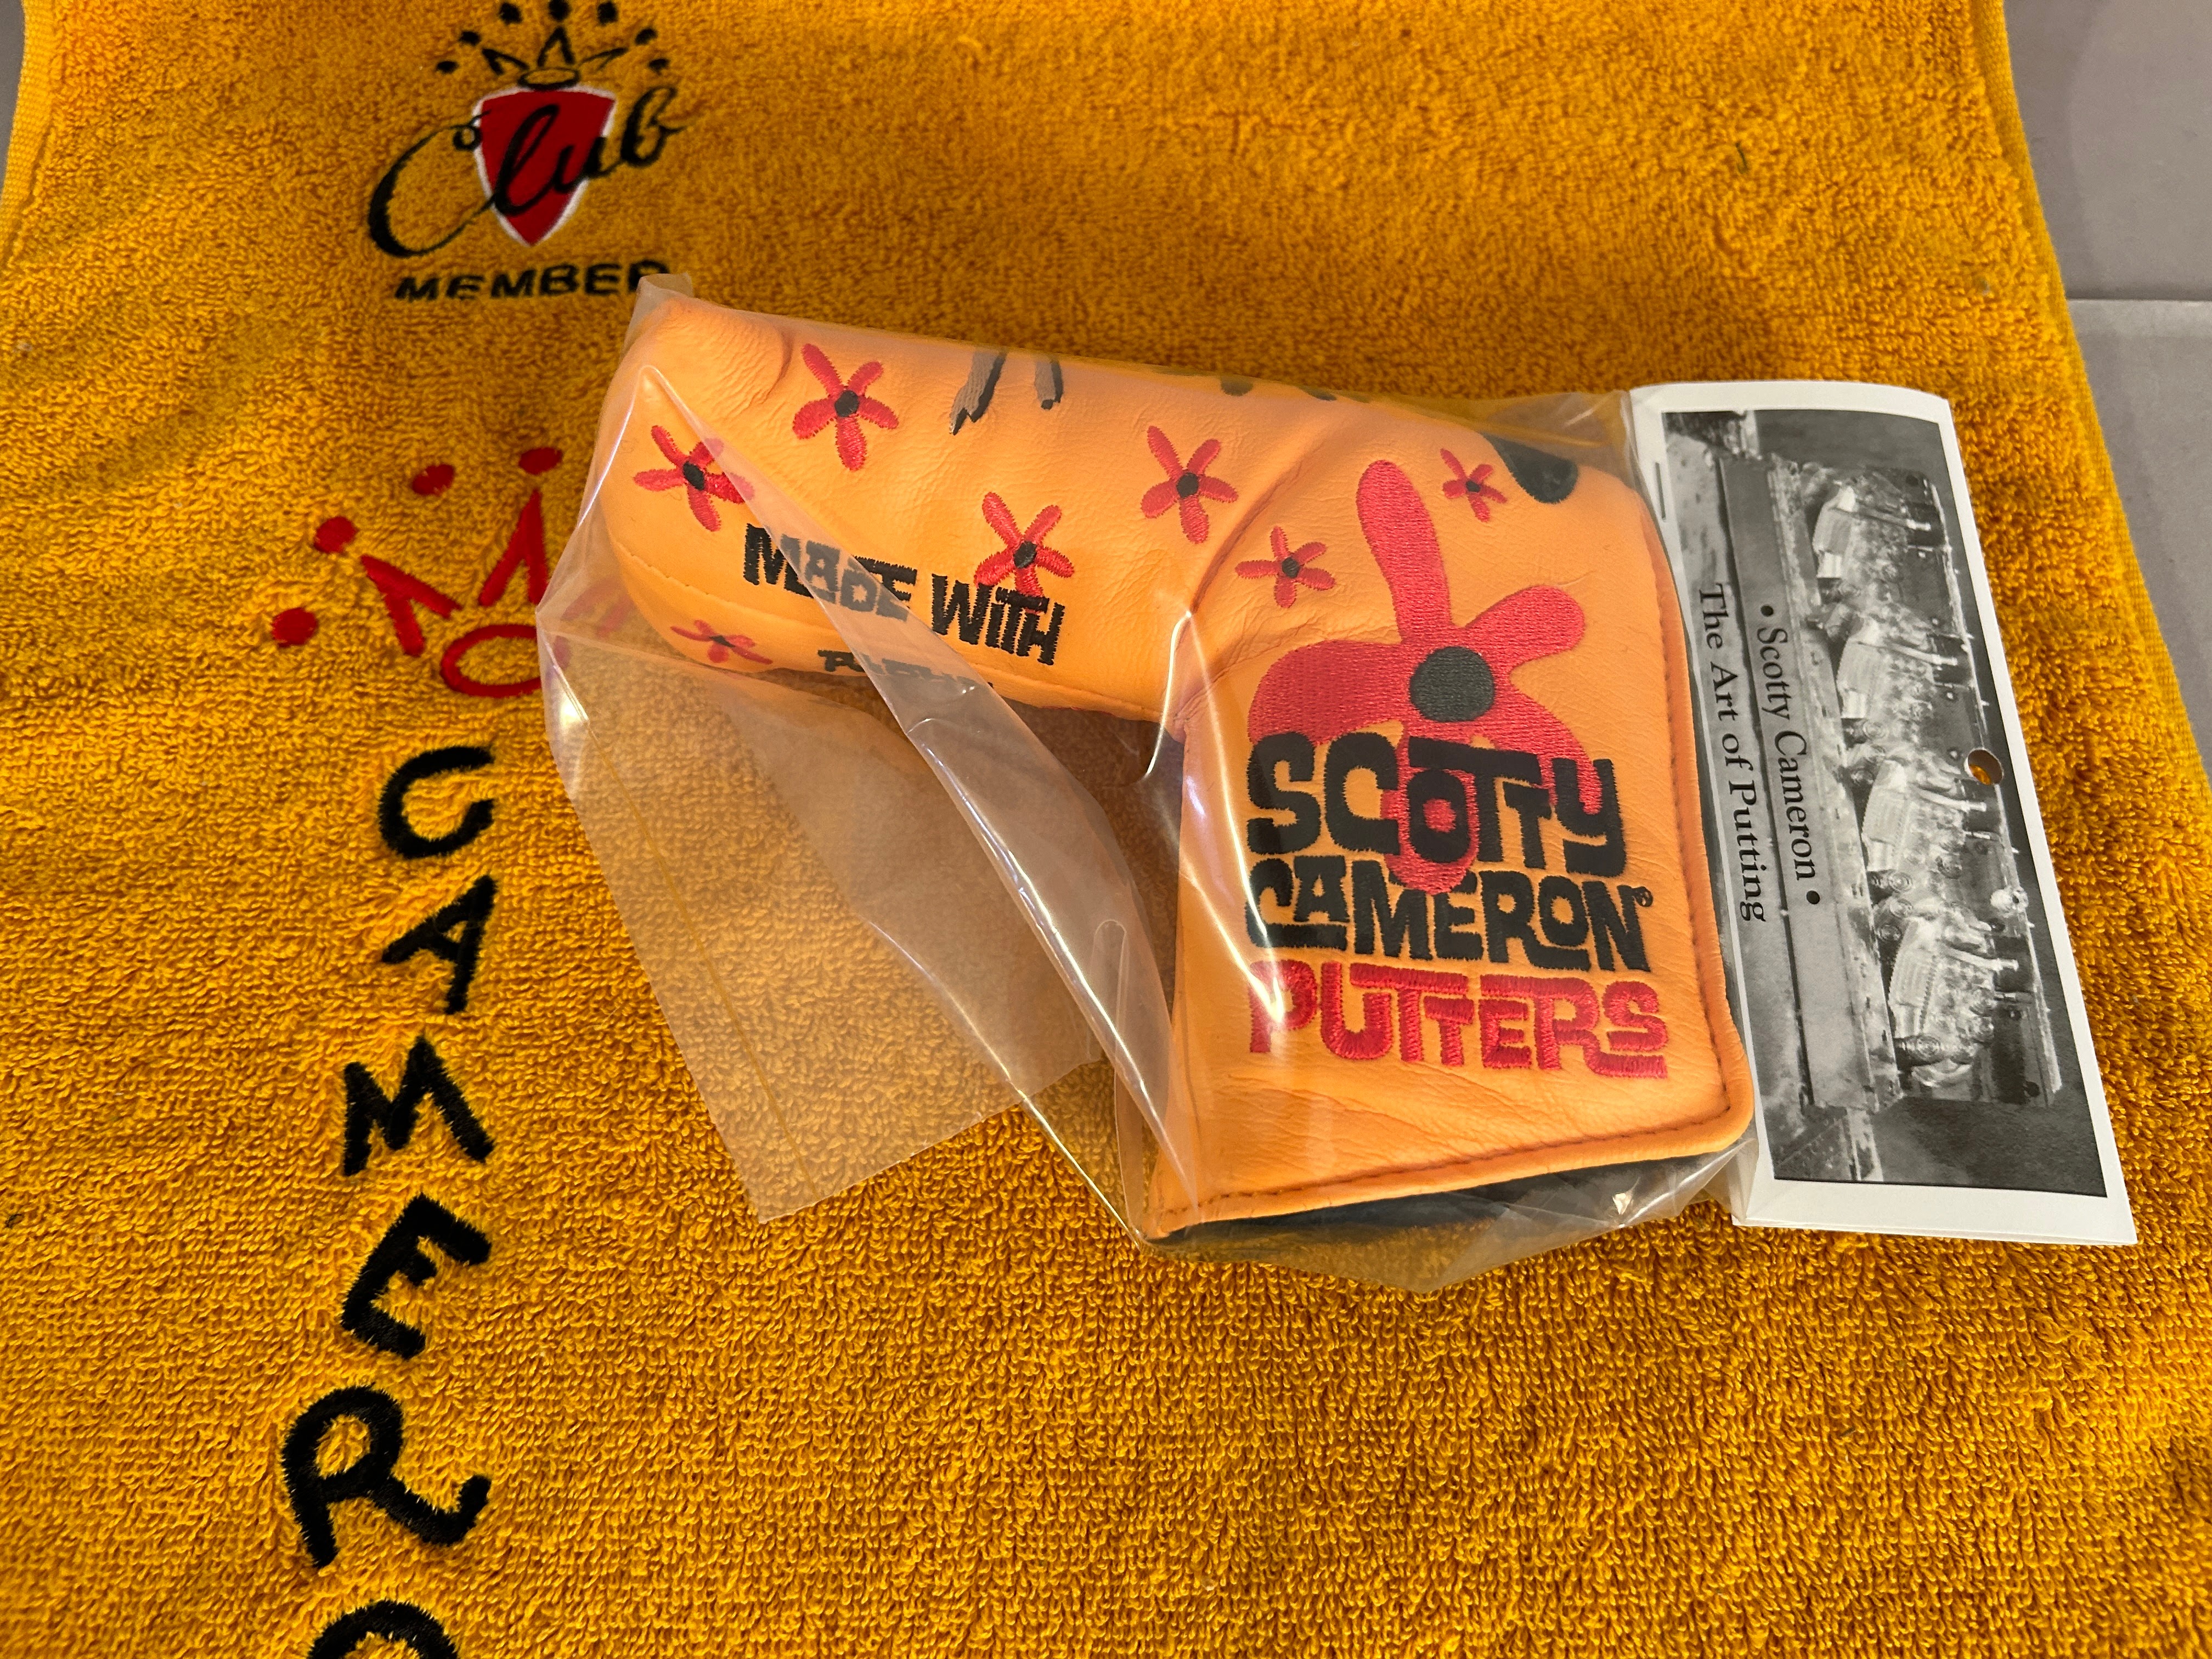 Club
MEMBER
CAMERO
MADE WITH
SCOTTY
CAMERON®
PUTTERS
• Scotty Cameron •
The Art of Putting